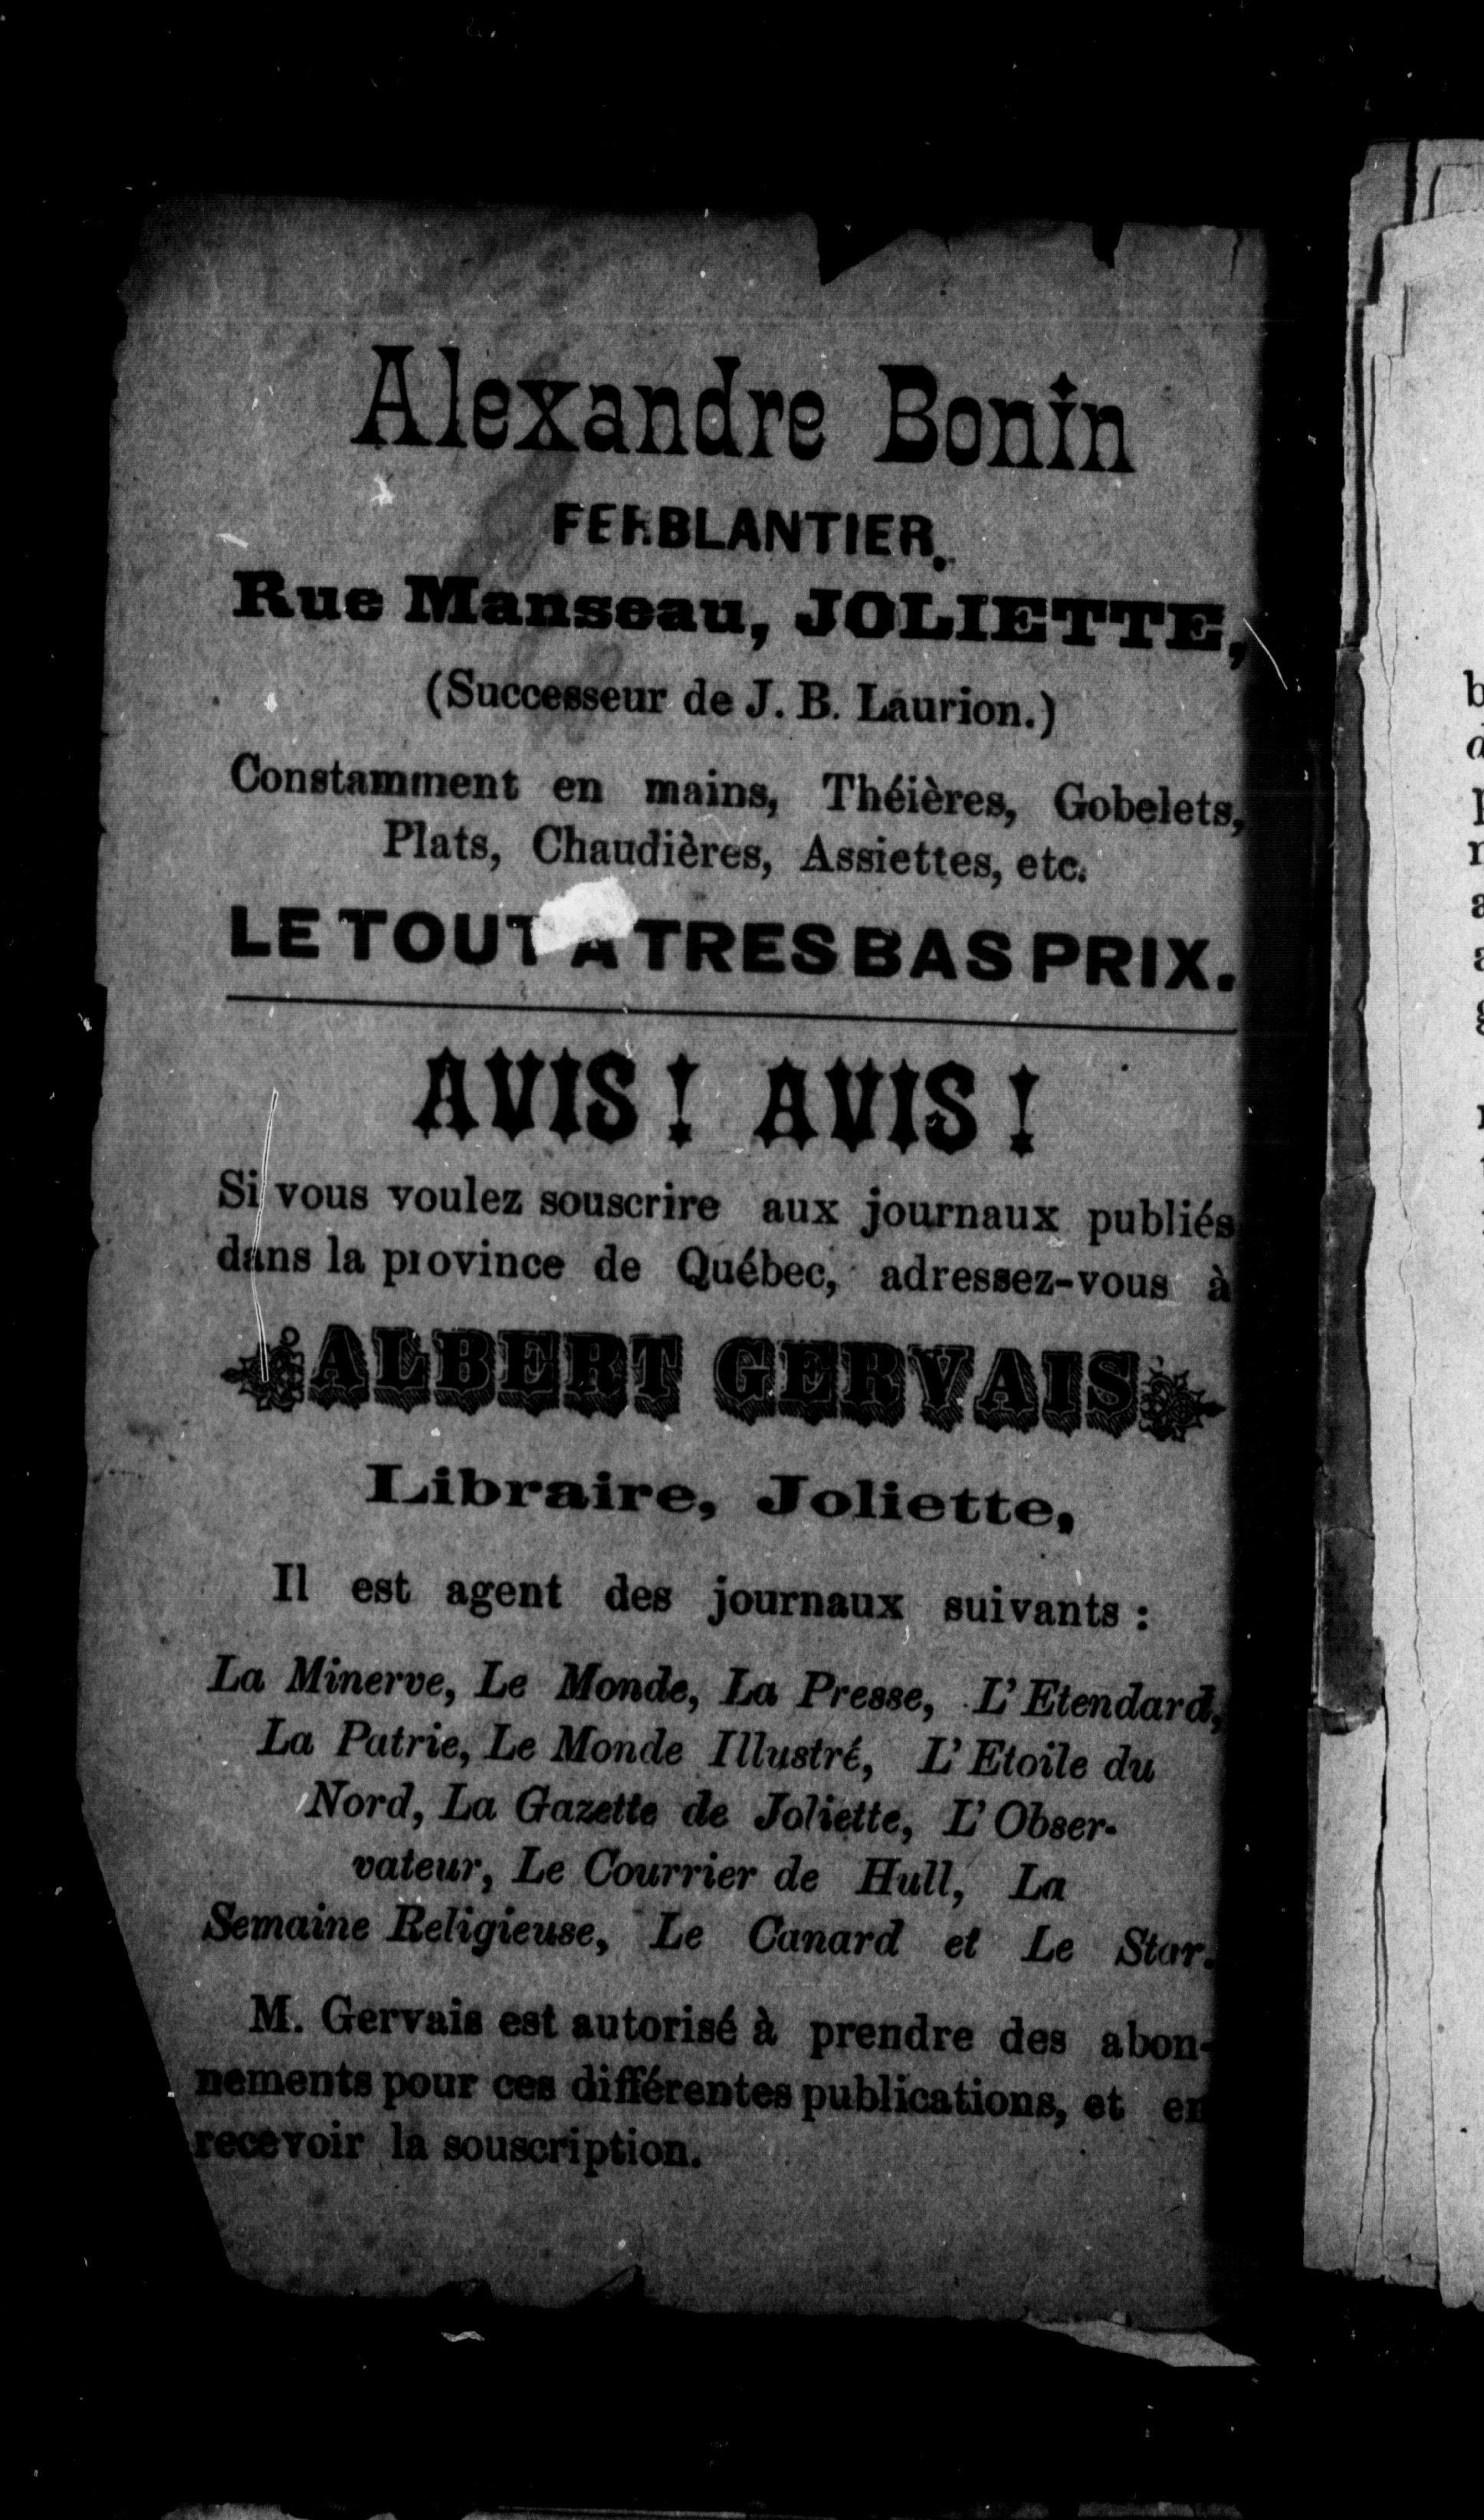 Alexandre Bonin
FERBLANTIER,
Rue Manseau, JOLIETTE,
(Successeur de J. B. Laurion.)
Constamment en mains, Théières, Gobelets,
Plats, Chaudières, Assiettes, etc.
LE TOUT A TRES BAS PRIX.
AVIS ! AVIS !
Si vous voulez souscrire aux journaux publiés
dans la province de Québec, adressez-vous à
ALBERT GERVAIS
Libraire, Joliette,
Il est agent des journaux suivants :
La Minerve, Le Monde, La Presse, L'Etendard,
La Patrie, Le Monde Illustré, L'Etoile du
Nord, La Gazette de Joliette, L'Obser-
vateur, Le Courrier de Hull, La
Semaine Religieuse, Le Canard et Le Star.
M. Gervais est autorisé à prendre des abon-
nements pour ces différentes publications, et en
recevoir la souscription.